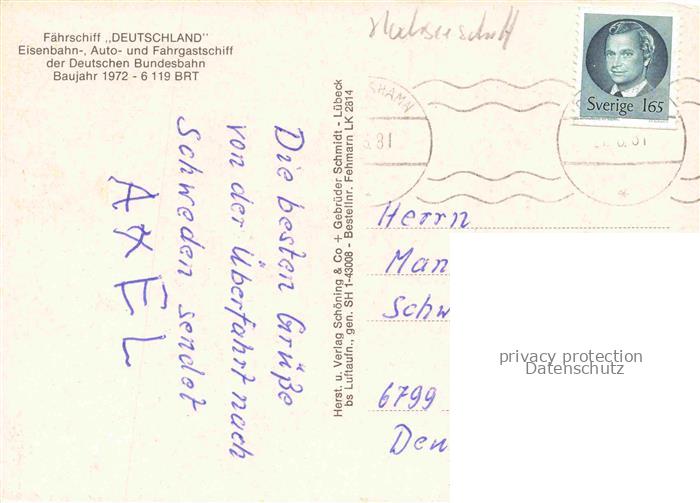 Fährschiff „DEUTSCHLAND"
Eisenbahn-, Auto- und Fahrgastschiff
der Deutschen Bundesbahn
Baujahr 1972 - 6 119 BRT
Die besten Grüße
von der Überfahrt nach
Schweden sendet
AXEL
Herst. u. Verlag Schöning & Co + Gebrüder Schmidt - Lübeck
bs Luftaufn., gen. SH 1-43008 - Bestellnr. Fehmarn LK 2814
Sverige 165
Herrn
Man
Schw
6799
Den
privacy protection
Datenschutz